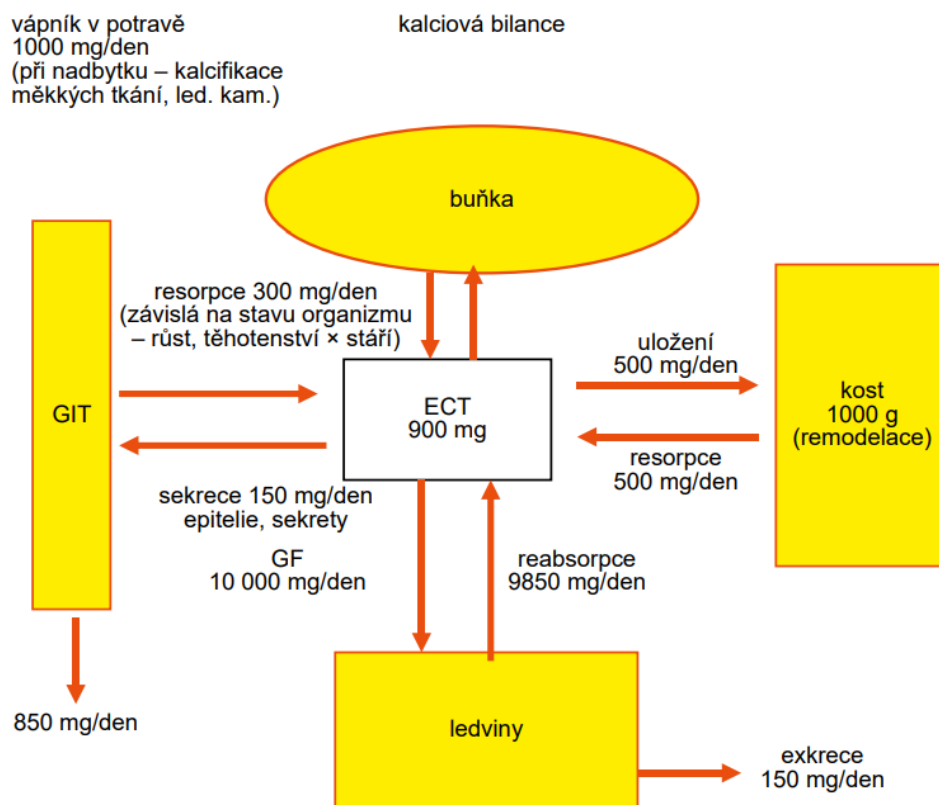 vápník v potravě
1000 mg/den
(při nadbytku – kalcifikace
měkkých tkání, led. kam.)
kalciová bilance
buňka
resorpce 300 mg/den
(závislá na stavu organizmu
– růst, těhotenství × stáří)
GIT
ECT
900 mg
uložení
500 mg/den
kost
1000 g
(remodelace)
resorpce
500 mg/den
sekrece 150 mg/den
epitelie, sekrety
GF
10 000 mg/den
reabsorpce
9850 mg/den
850 mg/den
ledviny
exkrece
150 mg/den